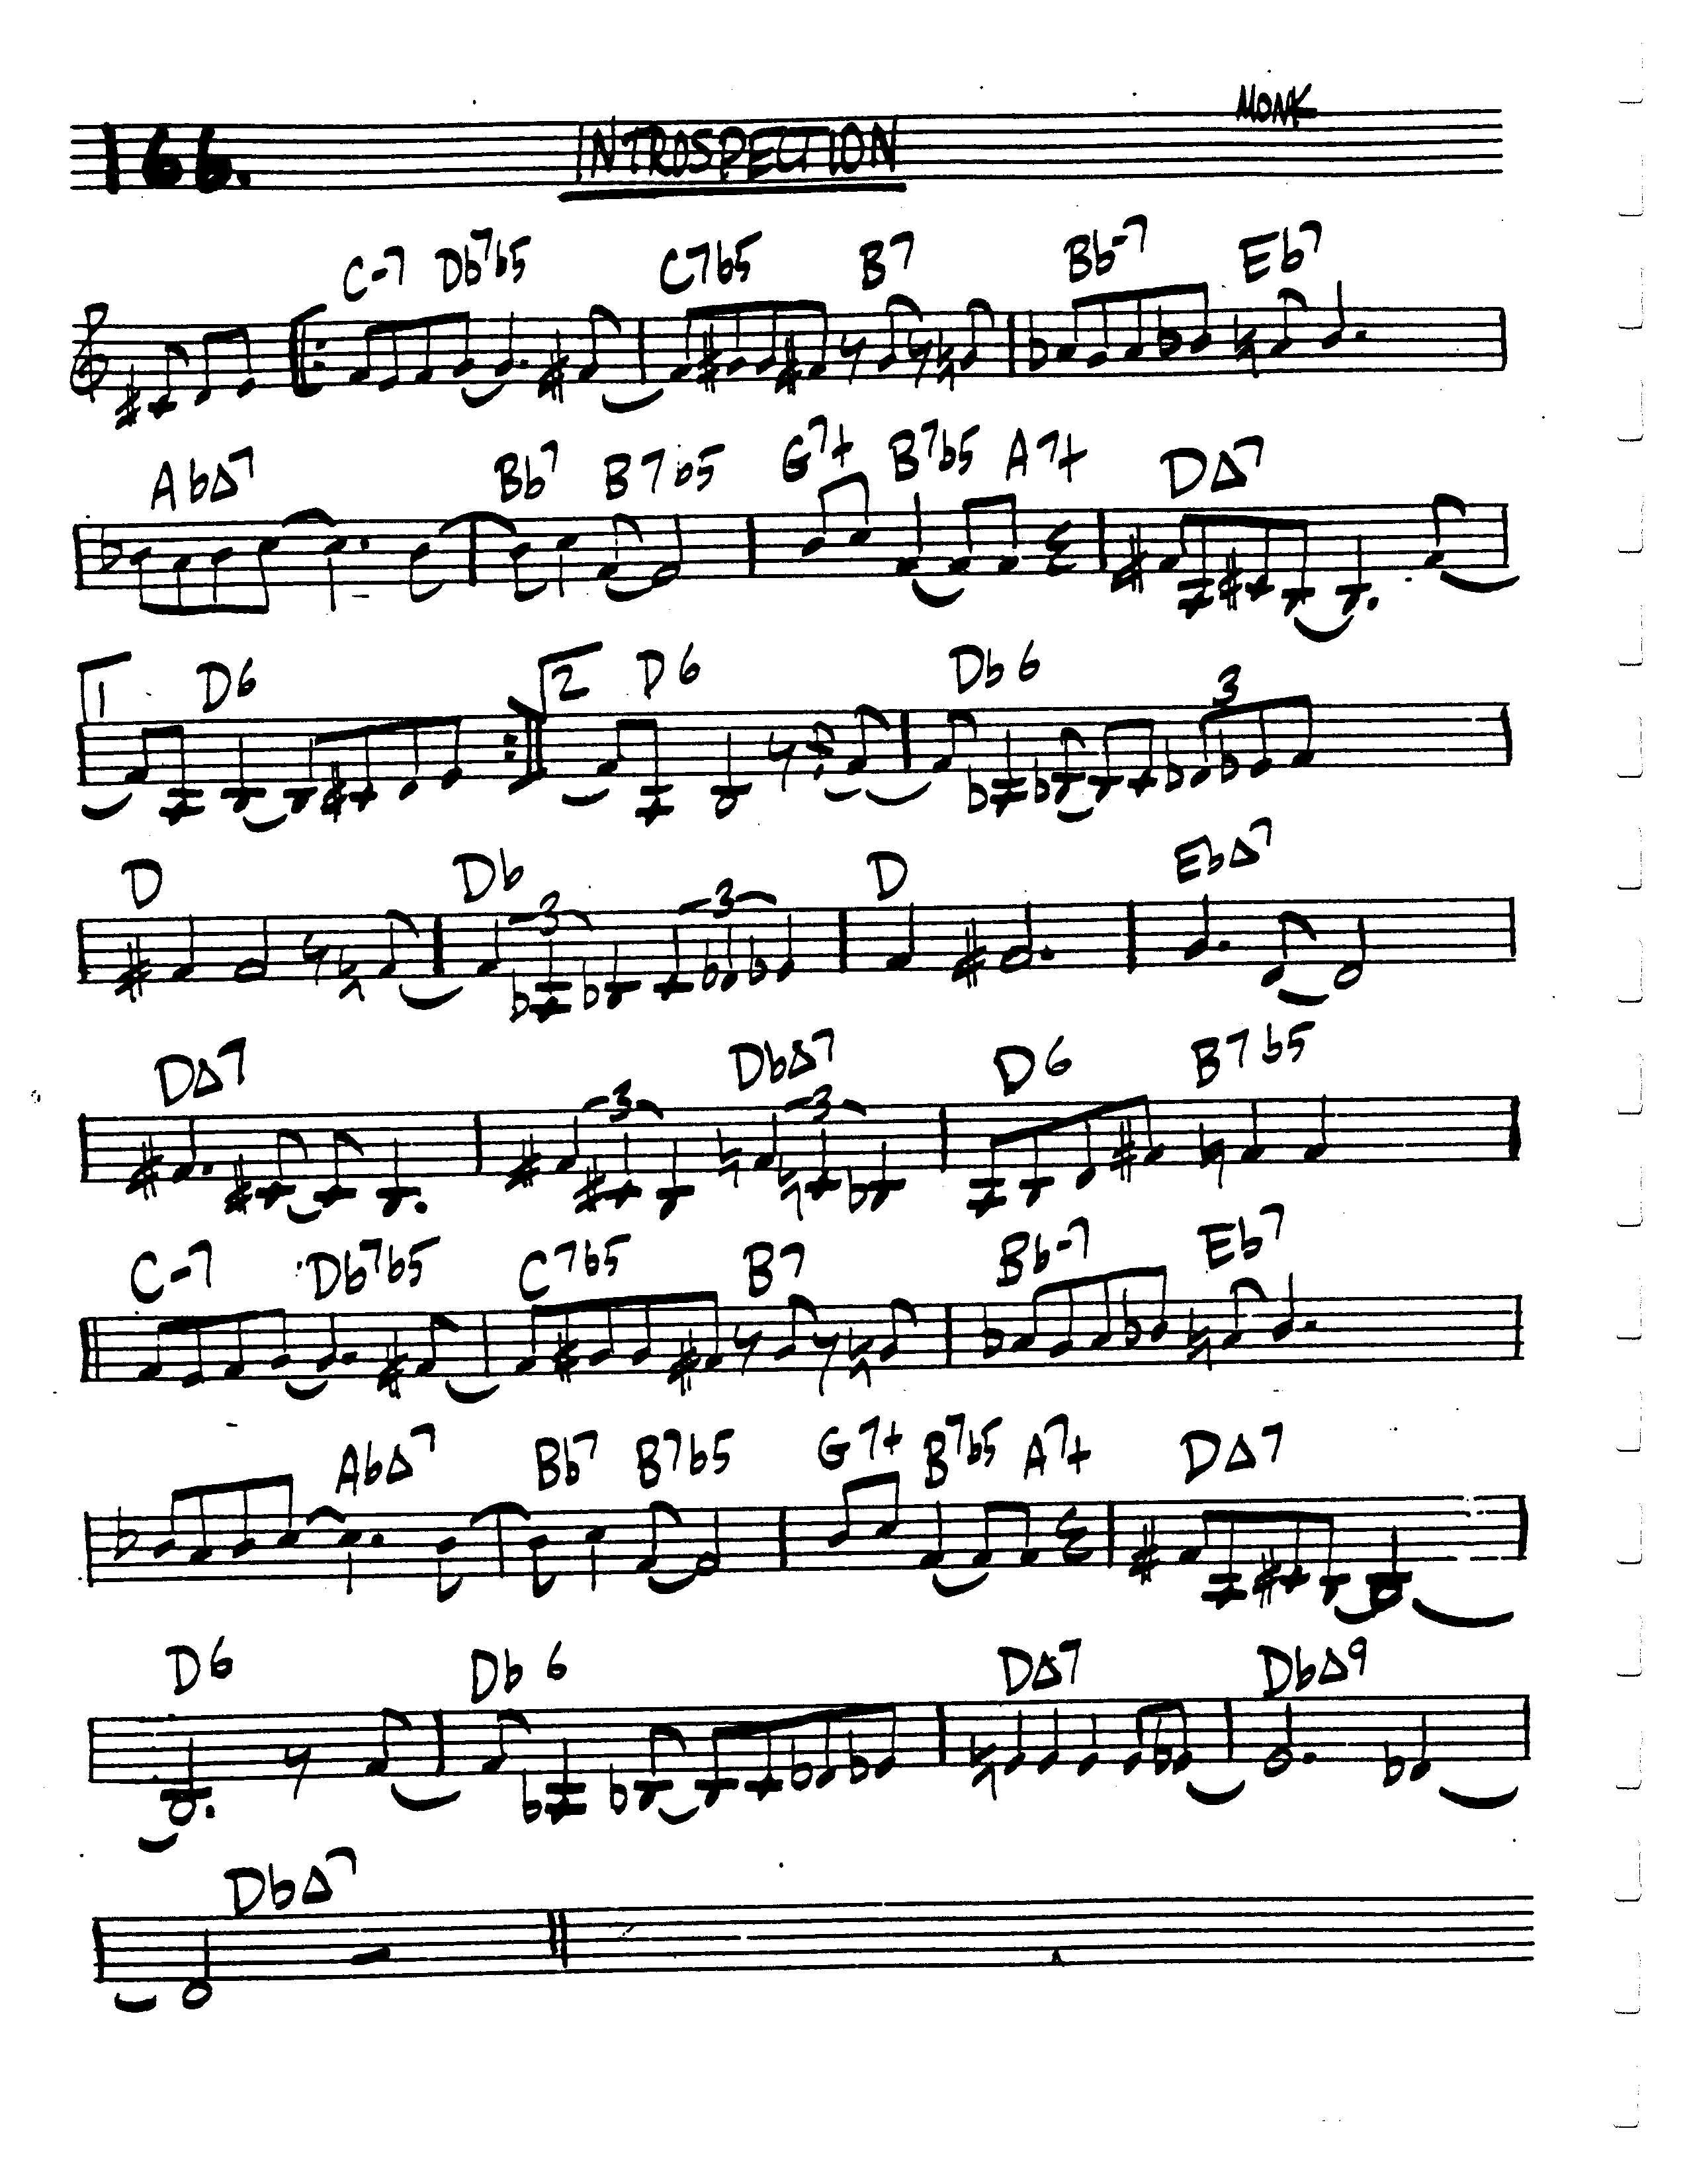 MONK
166. INTROSPECTION
C-7 Db7b5 C7b5 B7 Bb-7 Eb7
AbΔ7 Bb7 B7b5 G7+ B7b5 A7+ DΔ7
1 D6 2 D6 Db6 3
D Db 3 3 D EbΔ7
DΔ7 3 DbΔ7 3 D6 B7b5
C-7 Db7b5 C7b5 B7 Bb-7 Eb7
AbΔ7 Bb7 B7b5 G7+ B7b5 A7+ DΔ7
D6 Db6 DΔ7 DbΔ9
DbΔ7